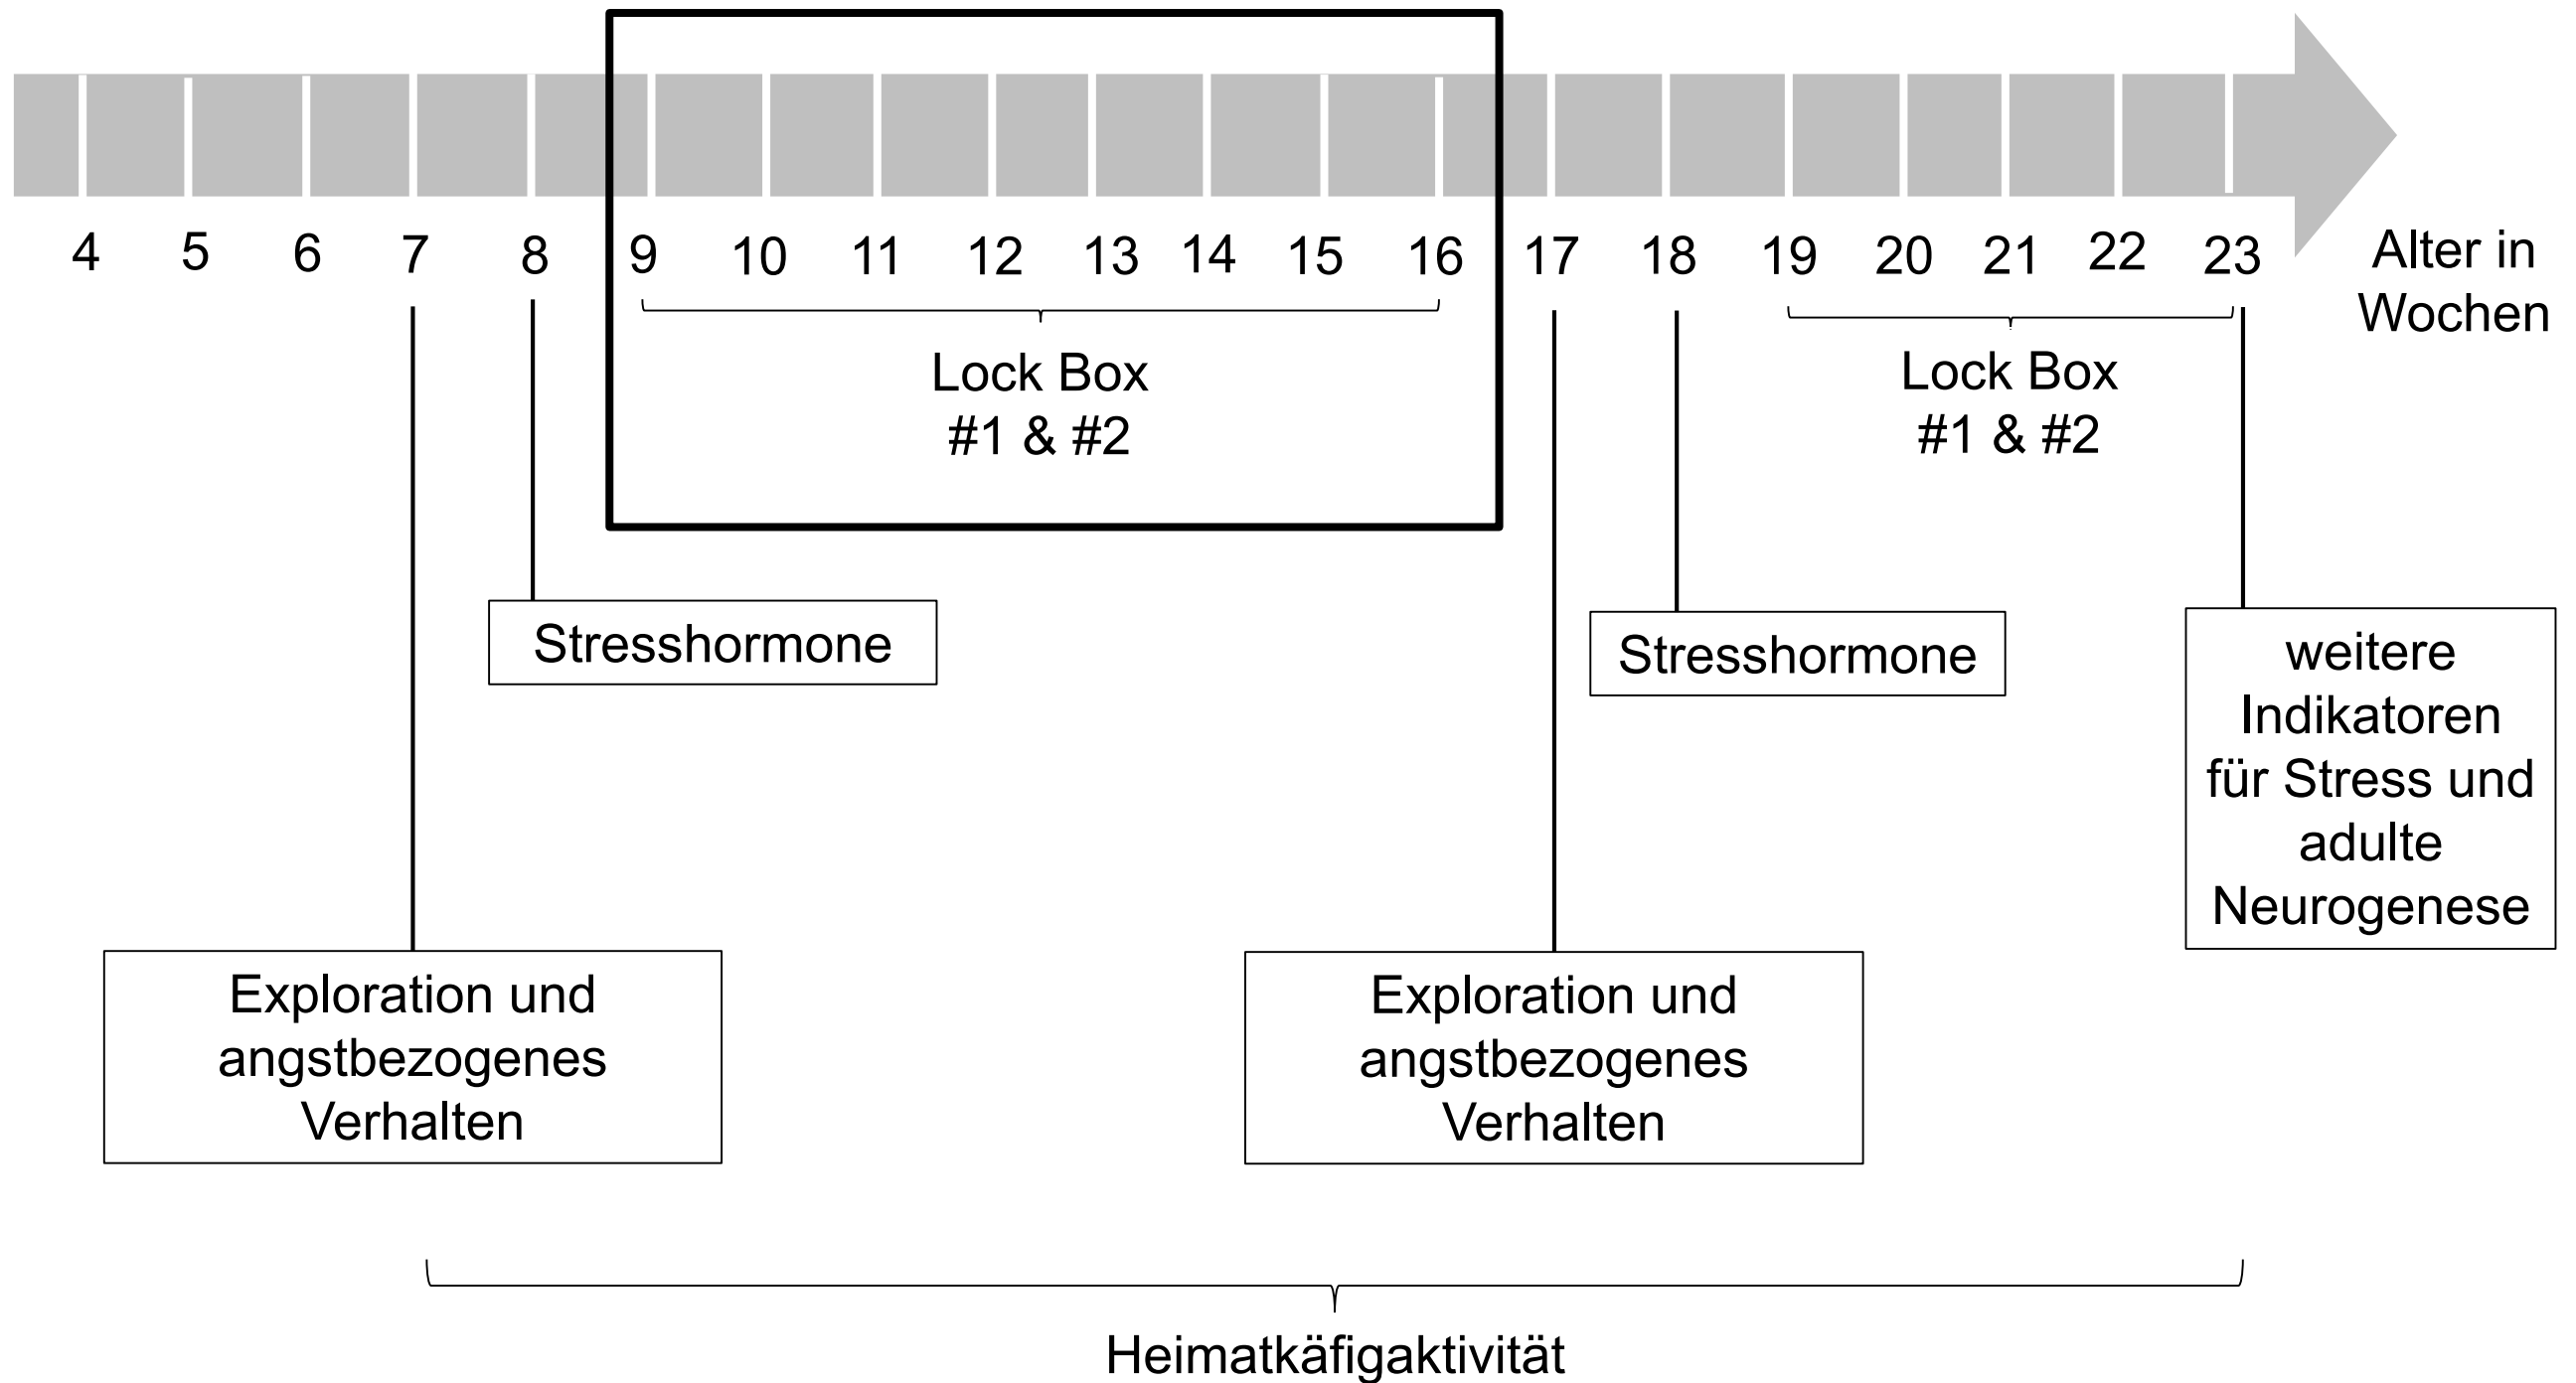 4 5 6 7 8 9 10 11 12 13 14 15 16 17 18 19 20 21 22 23
Alter in
Wochen
Lock Box
#1 & #2
Lock Box
#1 & #2
Stresshormone
Stresshormone
weitere
Indikatoren
für Stress und
adulte
Neurogenese
Exploration und
angstbezogenes
Verhalten
Exploration und
angstbezogenes
Verhalten
Heimatkäfigaktivität